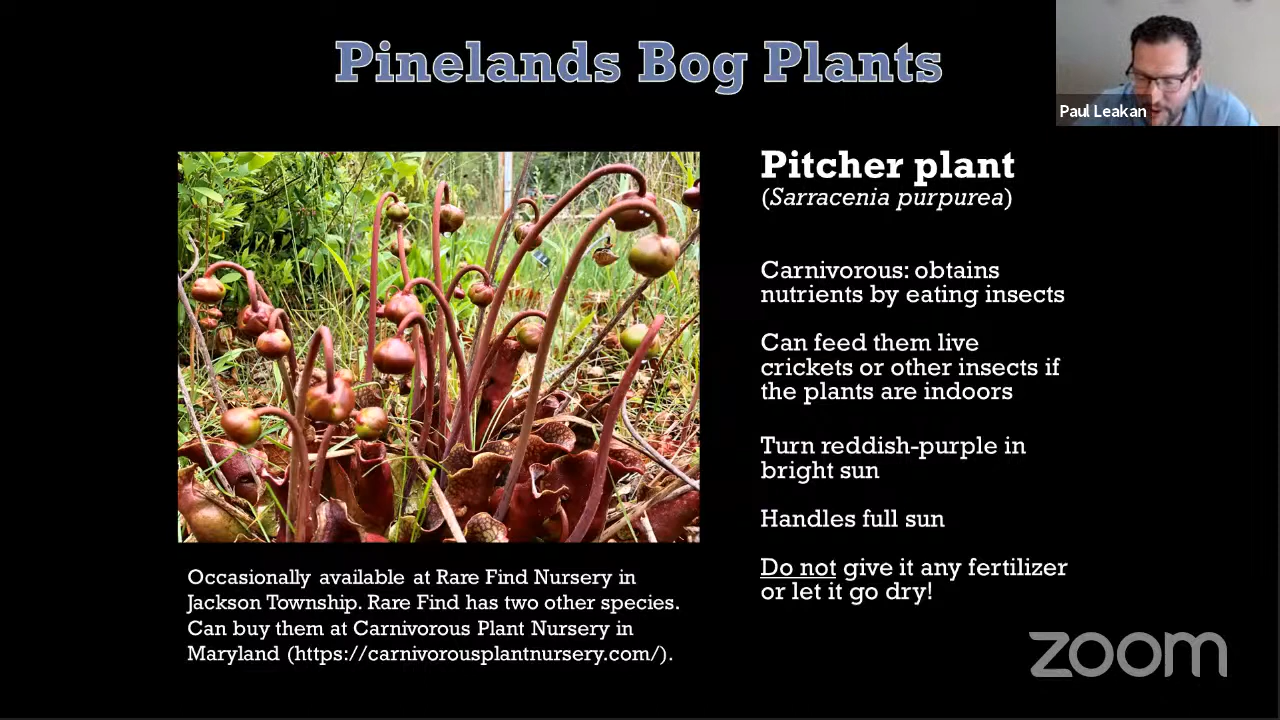 Pinelands Bog Plants
Paul Leakan
Pitcher plant
(Sarracenia purpurea)
Carnivorous: obtains
nutrients by eating insects
Can feed them live
crickets or other insects if
the plants are indoors
Turn reddish-purple in
bright sun
Handles full sun
Do not give it any fertilizer
or let it go dry!
Occasionally available at Rare Find Nursery in
Jackson Township. Rare Find has two other species.
Can buy them at Carnivorous Plant Nursery in
Maryland (https://carnivorousplantnursery.com/).
zoom